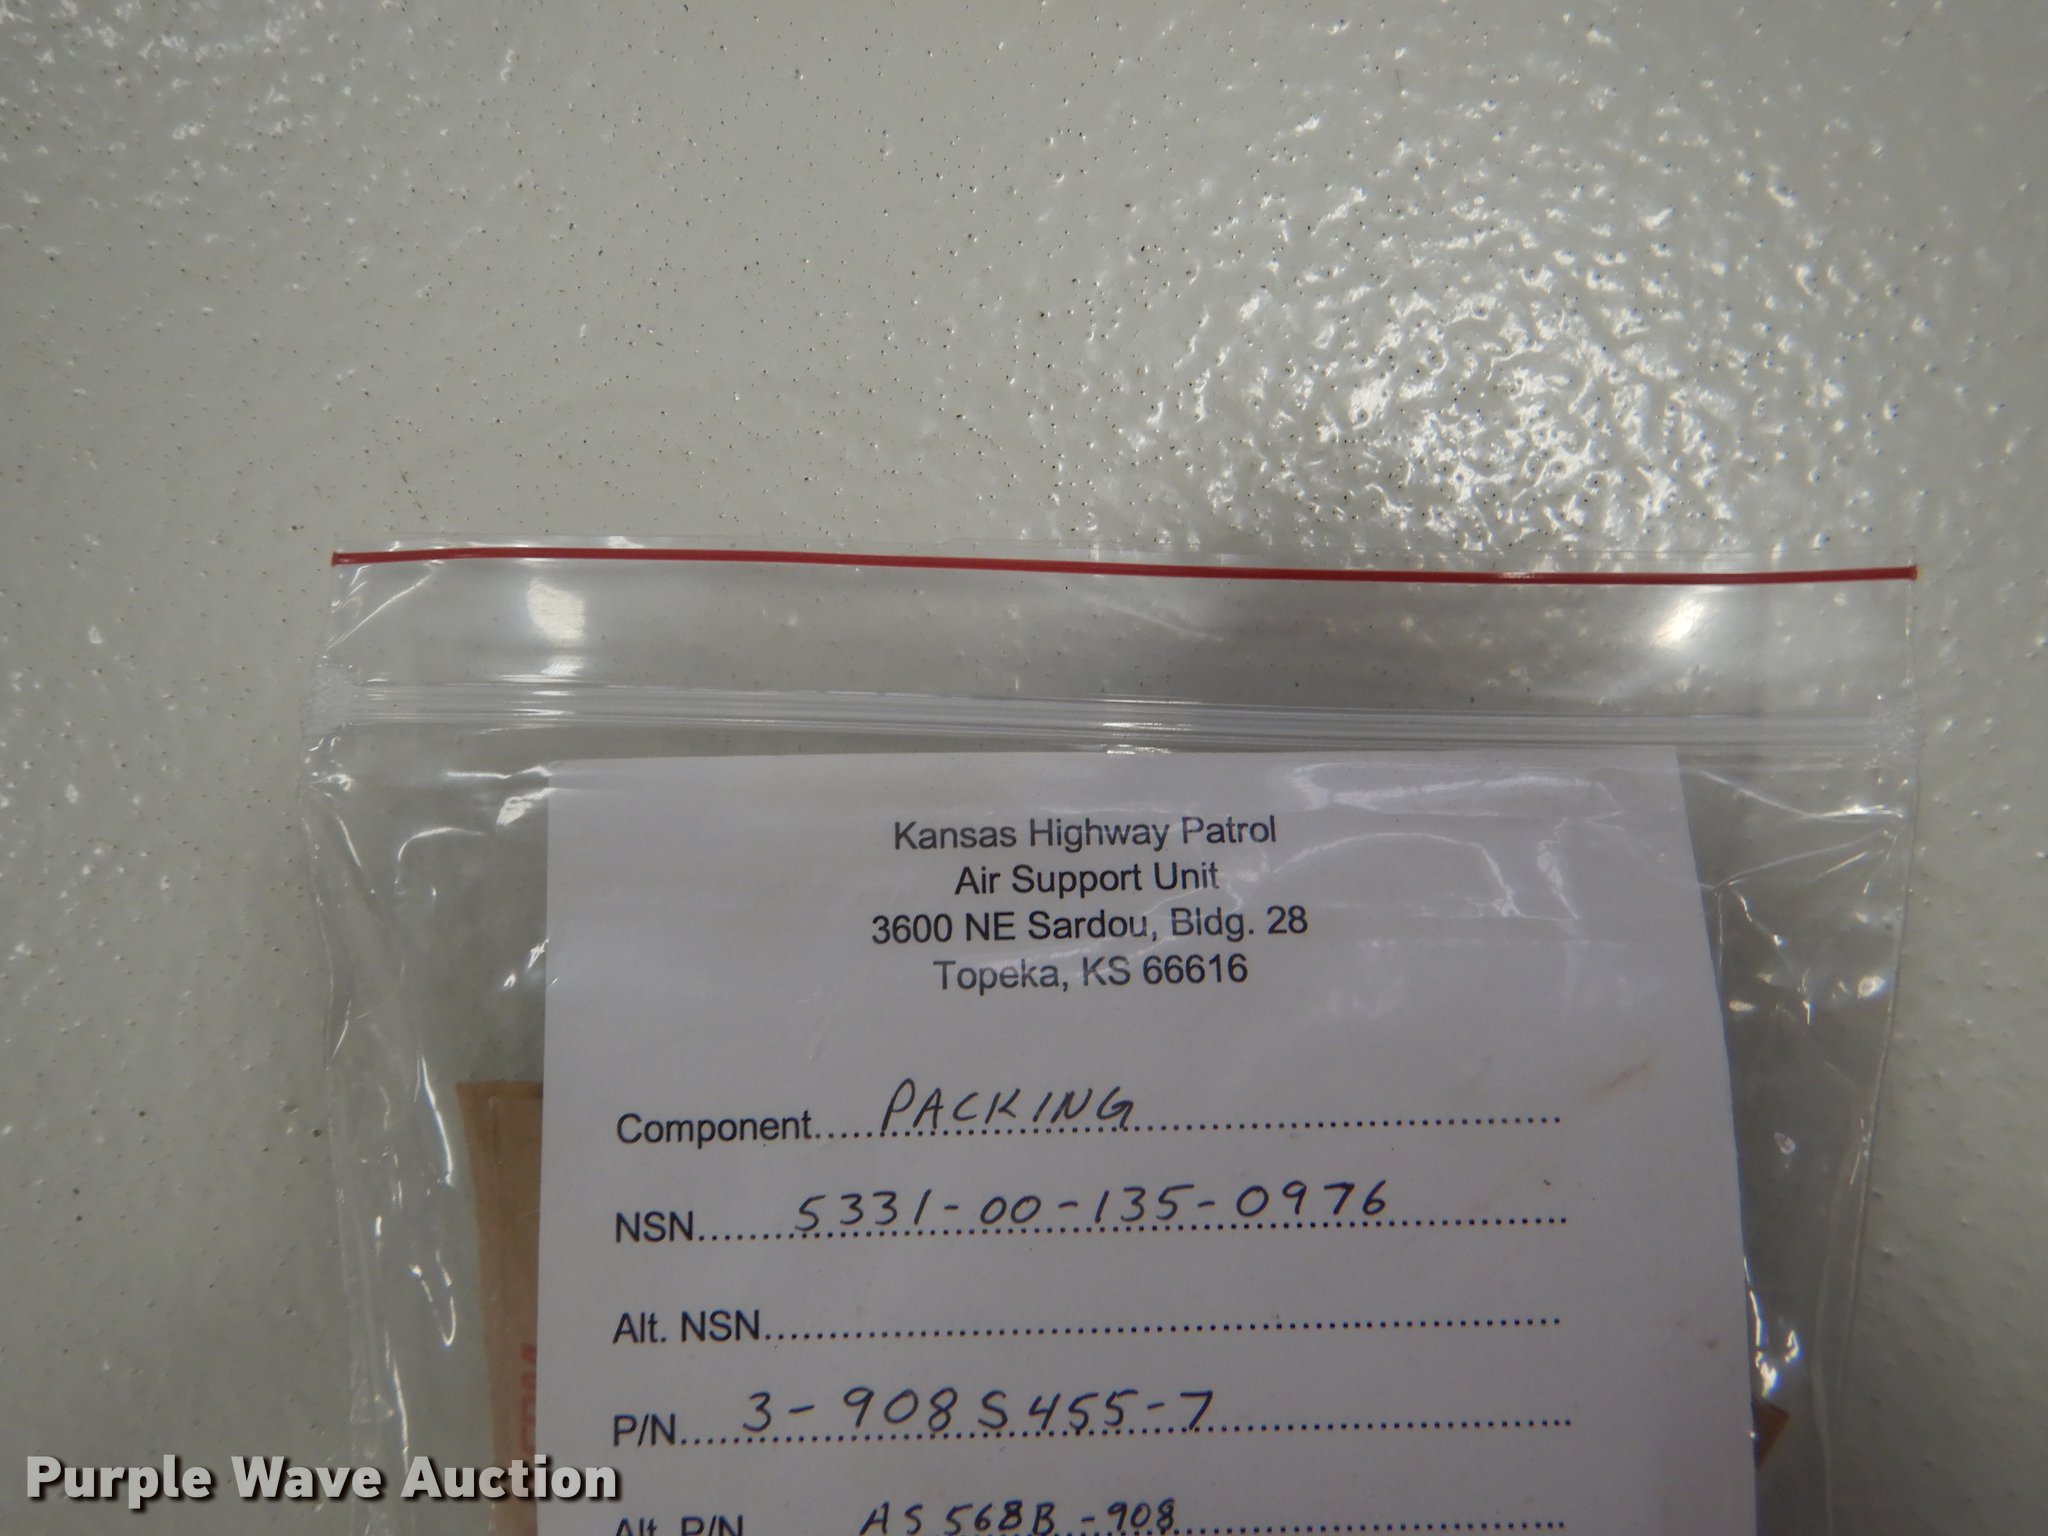 Kansas Highway Patrol
Air Support Unit
3600 NE Sardou, Bldg. 28
Topeka, KS 66616
Component.....PACKING
NSN.....5331-00-135-0976
Alt. NSN.....
P/N.....3-908S455-7
Alt. P/N AS568B-908
Purple Wave Auction